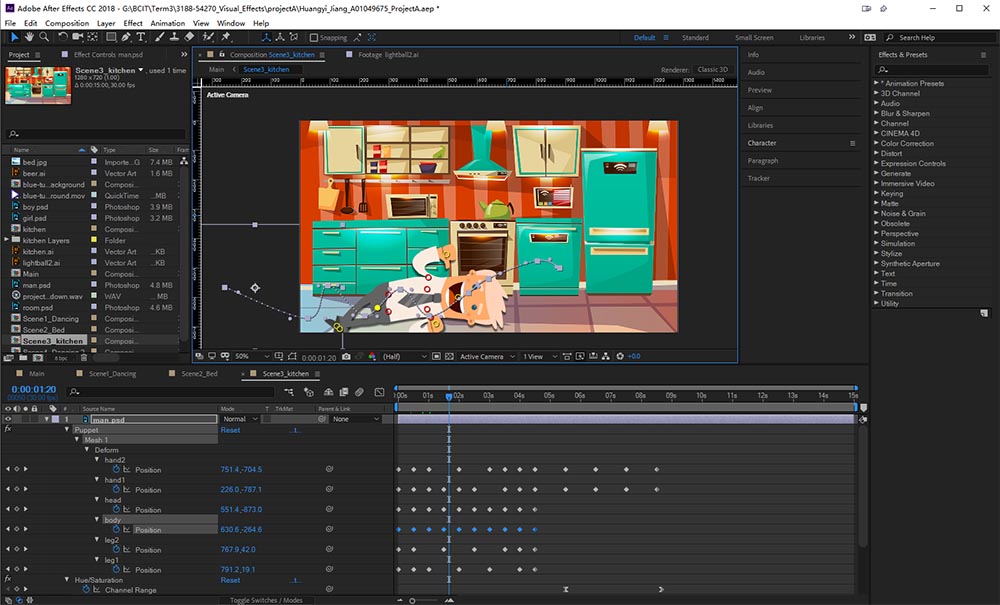 Adobe After Effects CC 2018 - G:\BCIT\Term3\3188-54270_Visual_Effects\projectA\Huangyi_Jiang_A01049675_ProjectA.aep *
File Edit Composition Layer Effect Animation View Window Help
Snapping Default Standard Small Screen Libraries Search Help
Project Effect Controls man.psd Composition Scene3_kitchen Footage lightball2.ai Info Effects & Presets
Scene3_kitchen , used 1 time Main Scene3_kitchen Renderer: Classic 3D
1280 x 720 (1.00)
Δ 0:00:15:00, 30.00 fps
Active Camera
Audio
Preview
Align
Libraries
Character
Paragraph
Tracker
* Animation Presets
3D Channel
Audio
Blur & Sharpen
Channel
CINEMA 4D
Color Correction
Distort
Expression Controls
Generate
Immersive Video
Keying
Matte
Noise & Grain
Obsolete
Perspective
Simulation
Stylize
Synthetic Aperture
Text
Time
Transition
Utility
Name Type Size Fram
bed.jpg Importe...G 7.4 MB
beer.ai Vector Art 1.6 MB
blue-tu...ackground Composi...
blue-tu...round.mov QuickTime ...MB
boy.psd Photoshop 3.9 MB
girl.psd Photoshop 3.2 MB
kitchen Composi...
kitchen Layers Folder
kitchen.ai Vector Art ...KB
lightball2.ai Vector Art ...KB
Main Composi...
man.psd Photoshop 4.8 MB
project...down.wav WAV ...MB
room.psd Photoshop 4.6 MB
Scene1_Dancing Composi...
Scene2_Bed Composi...
Scene3_kitchen Composi...
8 bpc
50% 0:00:01:20 (Half) Active Camera 1 View +0.0
Main Scene1_Dancing Scene2_Bed Scene3_kitchen
0:00:01:20
00050 (30.00 fps)
:00s 01s 02s 03s 04s 05s 06s 07s 08s 09s 10s 11s 12s 13s 14s 15s
# Source Name Mode T TrkMat Parent & Link
1 man.psd Normal None
Puppet Reset ...
Mesh 1
Deform
hand2
Position 751.4,-704.5
hand1
Position 226.0,-787.1
head
Position 551.4,-873.0
body
Position 630.6,-264.6
leg2
Position 767.9,42.0
leg1
Position 791.2,19.1
Hue/Saturation Reset ...
Channel Range
Toggle Switches / Modes